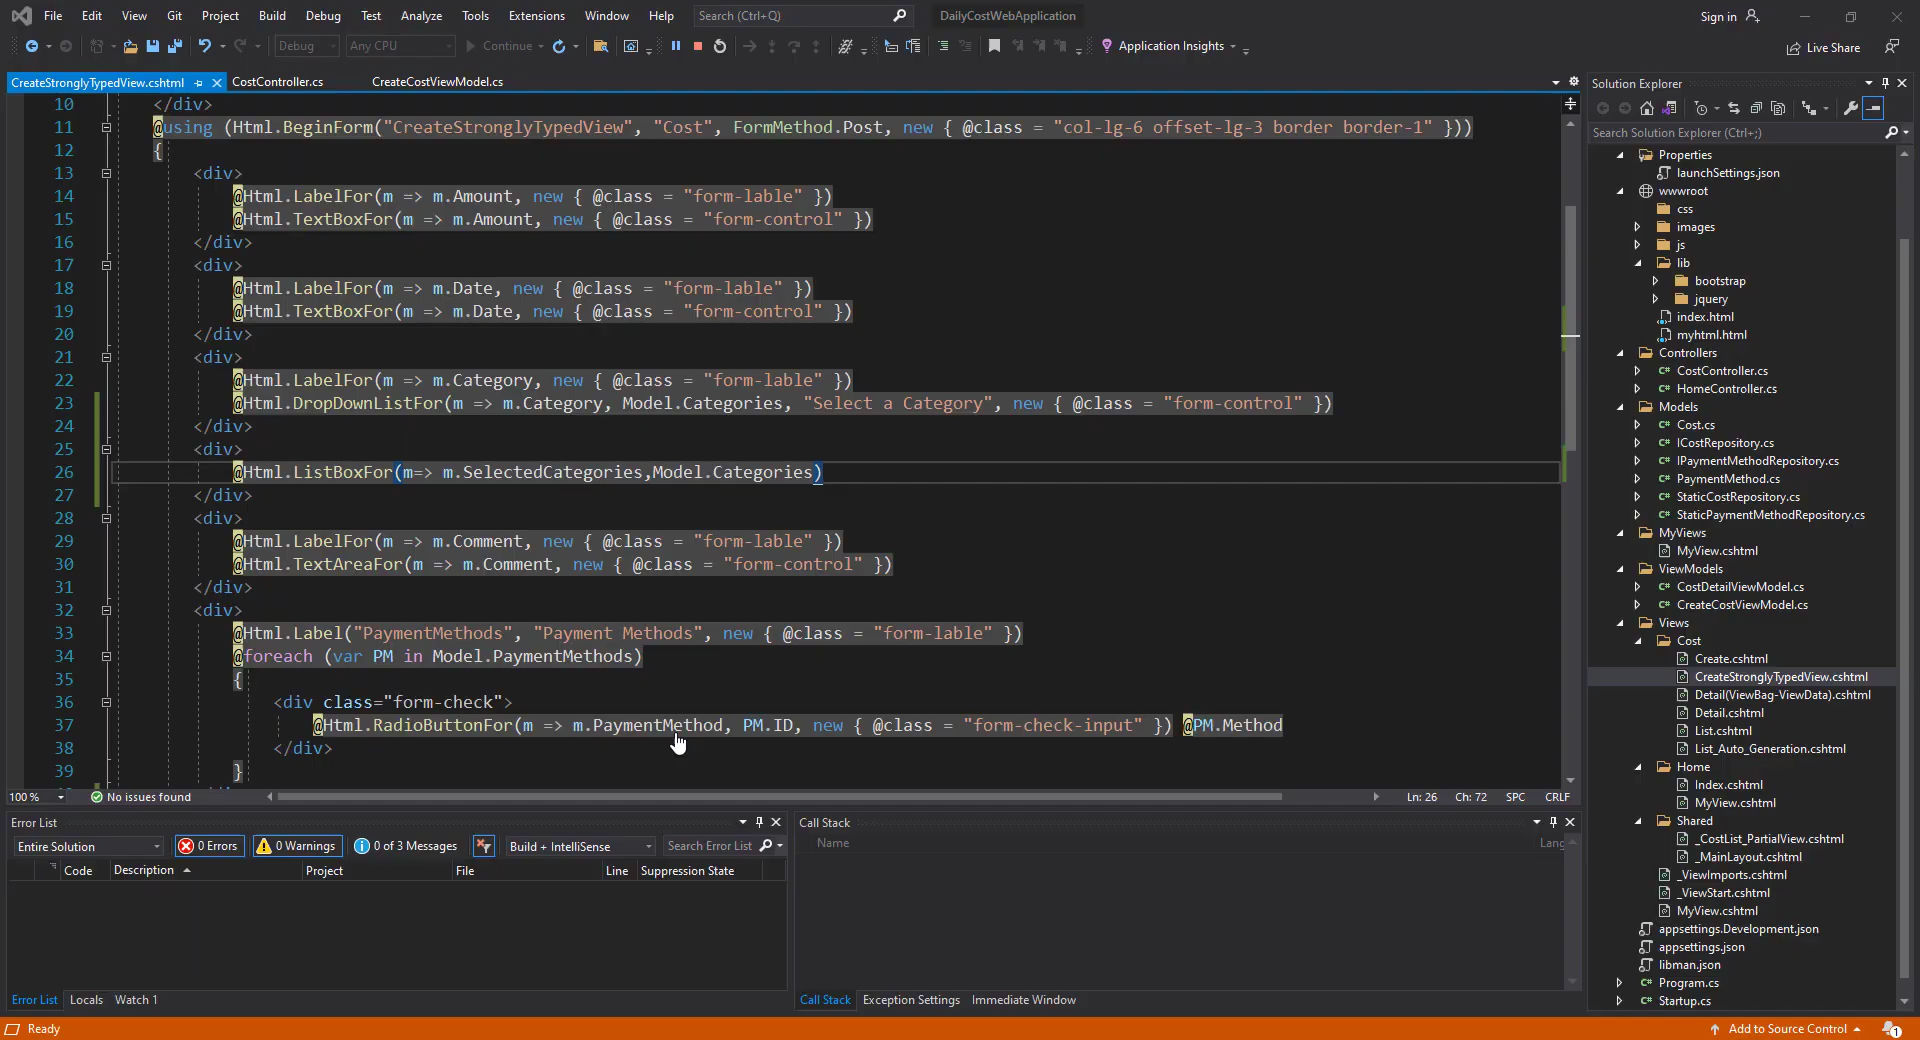 File Edit View Git Project Build Debug Test Analyze Tools Extensions Window Help Search (Ctrl+Q) DailyCostWebApplication Sign in
Debug Any CPU Continue Application Insights Live Share
CreateStronglyTypedView.cshtml CostController.cs CreateCostViewModel.cs
10 </div>
11 @using (Html.BeginForm("CreateStronglyTypedView", "Cost", FormMethod.Post, new { @class = "col-lg-6 offset-lg-3 border border-1" }))
12 {
13 <div>
14 @Html.LabelFor(m => m.Amount, new { @class = "form-lable" })
15 @Html.TextBoxFor(m => m.Amount, new { @class = "form-control" })
16 </div>
17 <div>
18 @Html.LabelFor(m => m.Date, new { @class = "form-lable" })
19 @Html.TextBoxFor(m => m.Date, new { @class = "form-control" })
20 </div>
21 <div>
22 @Html.LabelFor(m => m.Category, new { @class = "form-lable" })
23 @Html.DropDownListFor(m => m.Category, Model.Categories, "Select a Category", new { @class = "form-control" })
24 </div>
25 <div>
26 @Html.ListBoxFor(m=> m.SelectedCategories,Model.Categories)
27 </div>
28 <div>
29 @Html.LabelFor(m => m.Comment, new { @class = "form-lable" })
30 @Html.TextAreaFor(m => m.Comment, new { @class = "form-control" })
31 </div>
32 <div>
33 @Html.Label("PaymentMethods", "Payment Methods", new { @class = "form-lable" })
34 @foreach (var PM in Model.PaymentMethods)
35 {
36 <div class="form-check">
37 @Html.RadioButtonFor(m => m.PaymentMethod, PM.ID, new { @class = "form-check-input" }) @PM.Method
38 </div>
39 }
100 % No issues found Ln: 26 Ch: 72 SPC CRLF
Error List
Entire Solution 0 Errors 0 Warnings 0 of 3 Messages Build + IntelliSense Search Error List
Code Description Project File Line Suppression State
Error List Locals Watch 1
Call Stack
Name Lang
Call Stack Exception Settings Immediate Window
Solution Explorer
Search Solution Explorer (Ctrl+;)
Properties
launchSettings.json
wwwroot
css
images
js
lib
bootstrap
jquery
index.html
myhtml.html
Controllers
C# CostController.cs
C# HomeController.cs
Models
C# Cost.cs
C# ICostRepository.cs
C# IPaymentMethodRepository.cs
C# PaymentMethod.cs
C# StaticCostRepository.cs
C# StaticPaymentMethodRepository.cs
MyViews
MyView.cshtml
ViewModels
C# CostDetailViewModel.cs
C# CreateCostViewModel.cs
Views
Cost
Create.cshtml
CreateStronglyTypedView.cshtml
Detail(ViewBag-ViewData).cshtml
Detail.cshtml
List.cshtml
List_Auto_Generation.cshtml
Home
Index.cshtml
MyView.cshtml
Shared
_CostList_PartialView.cshtml
_MainLayout.cshtml
_ViewImports.cshtml
_ViewStart.cshtml
MyView.cshtml
appsettings.Development.json
appsettings.json
libman.json
C# Program.cs
C# Startup.cs
Ready Add to Source Control 1